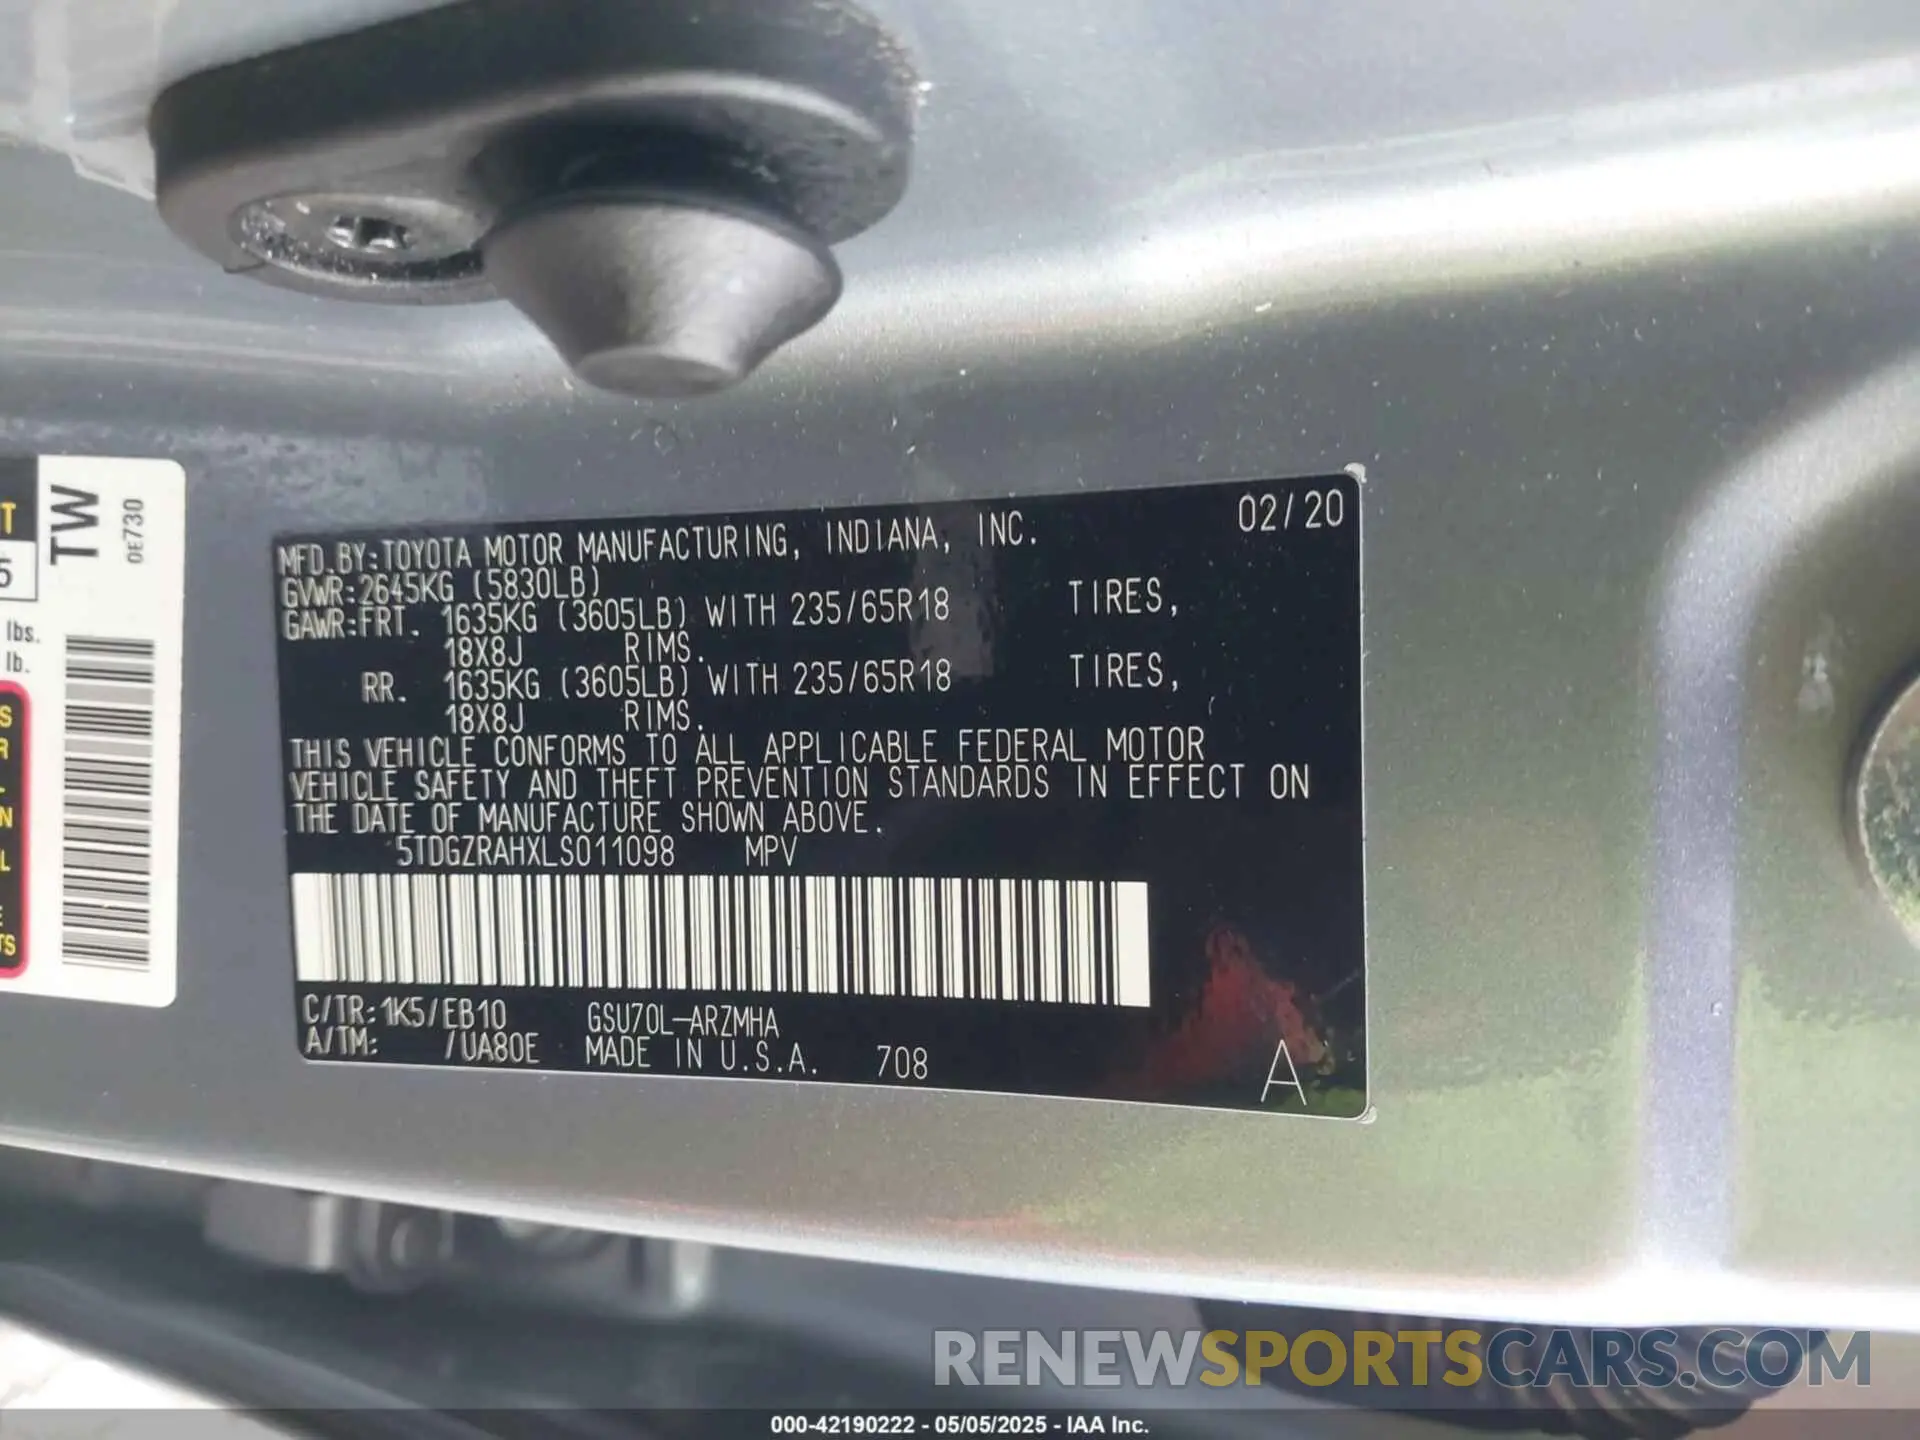 T
5
lbs.
lb.
S
R
-
N
L
E
TS
TW
0E730
02/20
MFD.BY:TOYOTA MOTOR MANUFACTURING, INDIANA, INC.
GVWR:2645KG (5830LB)
GAWR:FRT. 1635KG (3605LB) WITH 235/65R18 TIRES,
18X8J RIMS.
RR. 1635KG (3605LB) WITH 235/65R18 TIRES,
18X8J RIMS.
THIS VEHICLE CONFORMS TO ALL APPLICABLE FEDERAL MOTOR
VEHICLE SAFETY AND THEFT PREVENTION STANDARDS IN EFFECT ON
THE DATE OF MANUFACTURE SHOWN ABOVE.
5TDGZRAHXLS011098 MPV
C/TR:1K5/EB10 GSU70L-ARZMHA
A/TM: /UA80E MADE IN U.S.A. 708
A
RENEWSPORTSCARS.COM
000-42190222 - 05/05/2025 - IAA Inc.